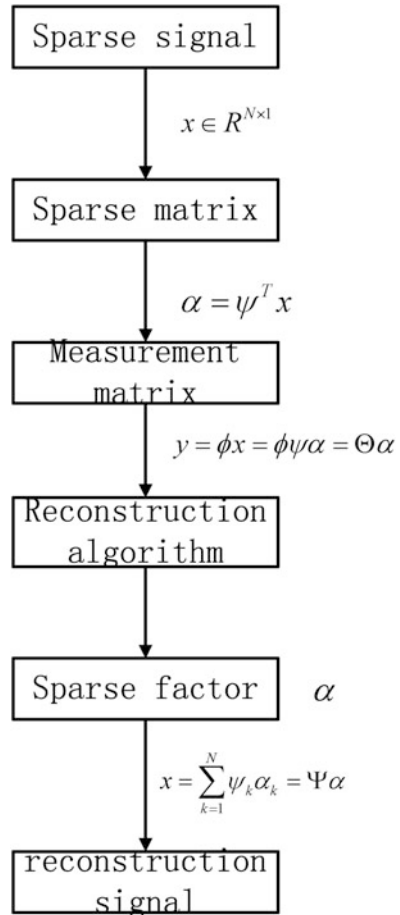 Sparse signal
x ∈ R^{N×1}
Sparse matrix
α = ψ^T x
Measurement
matrix
y = ϕx = ϕψα = Θα
Reconstruction
algorithm
Sparse factor α
x = ∑_{k=1}^{N} ψ_k α_k = Ψα
reconstruction
signal